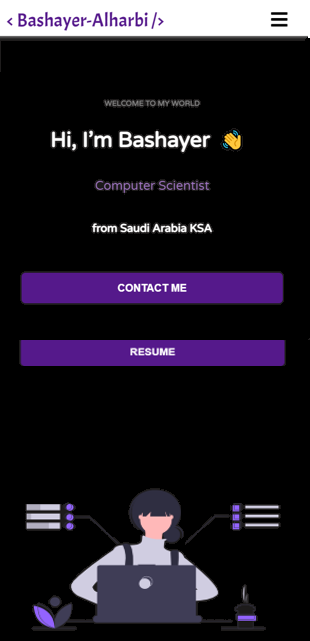 < Bashayer-Alharbi />
WELCOME TO MY WORLD
Hi, I’m Bashayer 👋
Computer Scientist
from Saudi Arabia KSA
CONTACT ME
RESUME